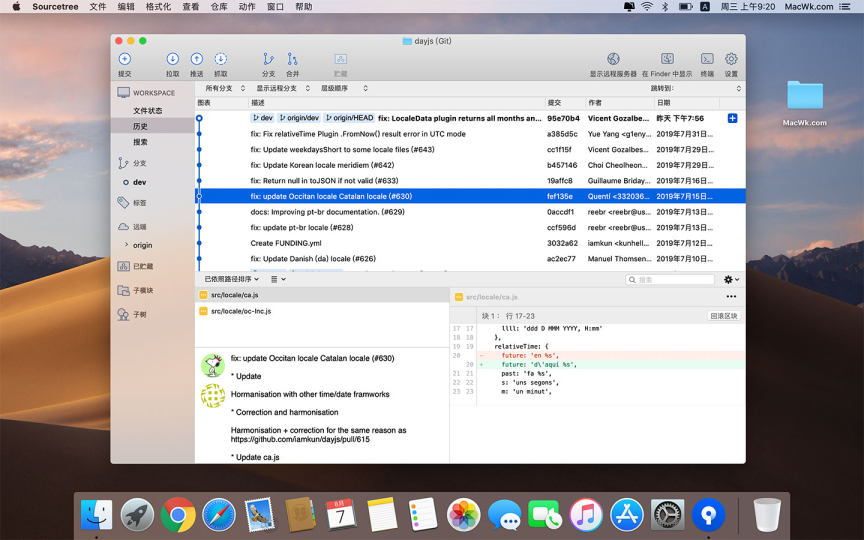 Sourcetree 文件 编辑 格式化 查看 仓库 动作 窗口 帮助 A 周三 上午9:20 MacWk.com
dayjs (Git)
提交 拉取 推送 抓取 分支 合并 贮藏 显示远程服务器 在 Finder 中显示 终端 设置
WORKSPACE
文件状态
历史
搜索
分支
dev
标签
远端
origin
已贮藏
子模块
子树
所有分支 显示远程分支 层级顺序 跳转到:
图表 描述 提交 作者 日期
dev origin/dev origin/HEAD fix: LocaleData plugin returns all months an... 95e70b4 Vicent Gozalbe... 昨天 下午7:56
fix: Fix relativeTime Plugin .FromNow() result error in UTC mode a385d5c Yue Yang <g1eny... 2019年7月31日...
fix: Update weekdaysShort to some locale files (#643) cc1f15f Vicent Gozalbes... 2019年7月29日...
fix: Update Korean locale meridiem (#642) b457146 Choi Cheolheon... 2019年7月29日...
fix: Return null in toJSON if not valid (#633) 19affc8 Guillaume Briday... 2019年7月16日...
fix: update Occitan locale Catalan locale (#630) fef135e Quentí <332036... 2019年7月15日...
docs: Improving pt-br documentation. (#629) 0accdf1 reebr <reebr@us... 2019年7月13日...
fix: update pt-br locale (#628) ccf596d reebr <reebr@us... 2019年7月13日...
Create FUNDING.yml 3032a62 iamkun <kunhell... 2019年7月12日...
fix: Update Danish (da) locale (#626) ac2ec77 Manuel Thomsen... 2019年7月10日...
已依照路径排序 搜索
src/locale/ca.js
src/locale/oc-lnc.js
fix: update Occitan locale Catalan locale (#630)
* Update
Hormanisation with other time/date framworks
* Correction and harmonisation
Harmonisation + correction for the same reason as
https://github.com/iamkun/dayjs/pull/615
* Update ca.js
src/locale/ca.js
块 1: 行 17-23 回滚区块
17 17 llll: 'ddd D MMM YYYY, H:mm'
18 18 },
19 19 relativeTime: {
20 - future: 'en %s',
20 + future: 'd\'aquí %s',
21 21 past: 'fa %s',
22 22 s: 'uns segons',
23 23 m: 'un minut',
MacWk.com
8月
7